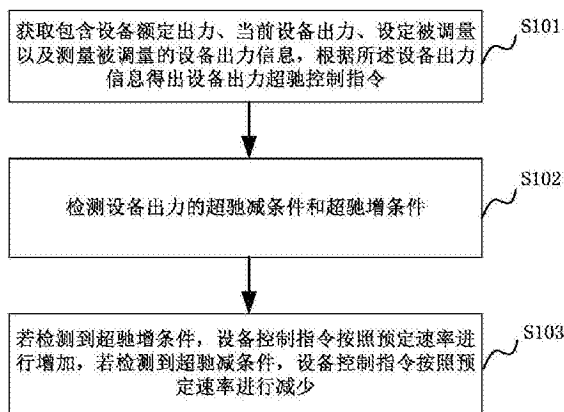 获取包含设备额定出力、当前设备出力、设定被调量
以及测量被调量的设备出力信息，根据所述设备出力
信息得出设备出力超驰控制指令
S101
检测设备出力的超驰减条件和超驰增条件
S102
若检测到超驰增条件，设备控制指令按照预定速率进
行增加，若检测到超驰减条件，设备控制指令按照预
定速率进行减少
S103